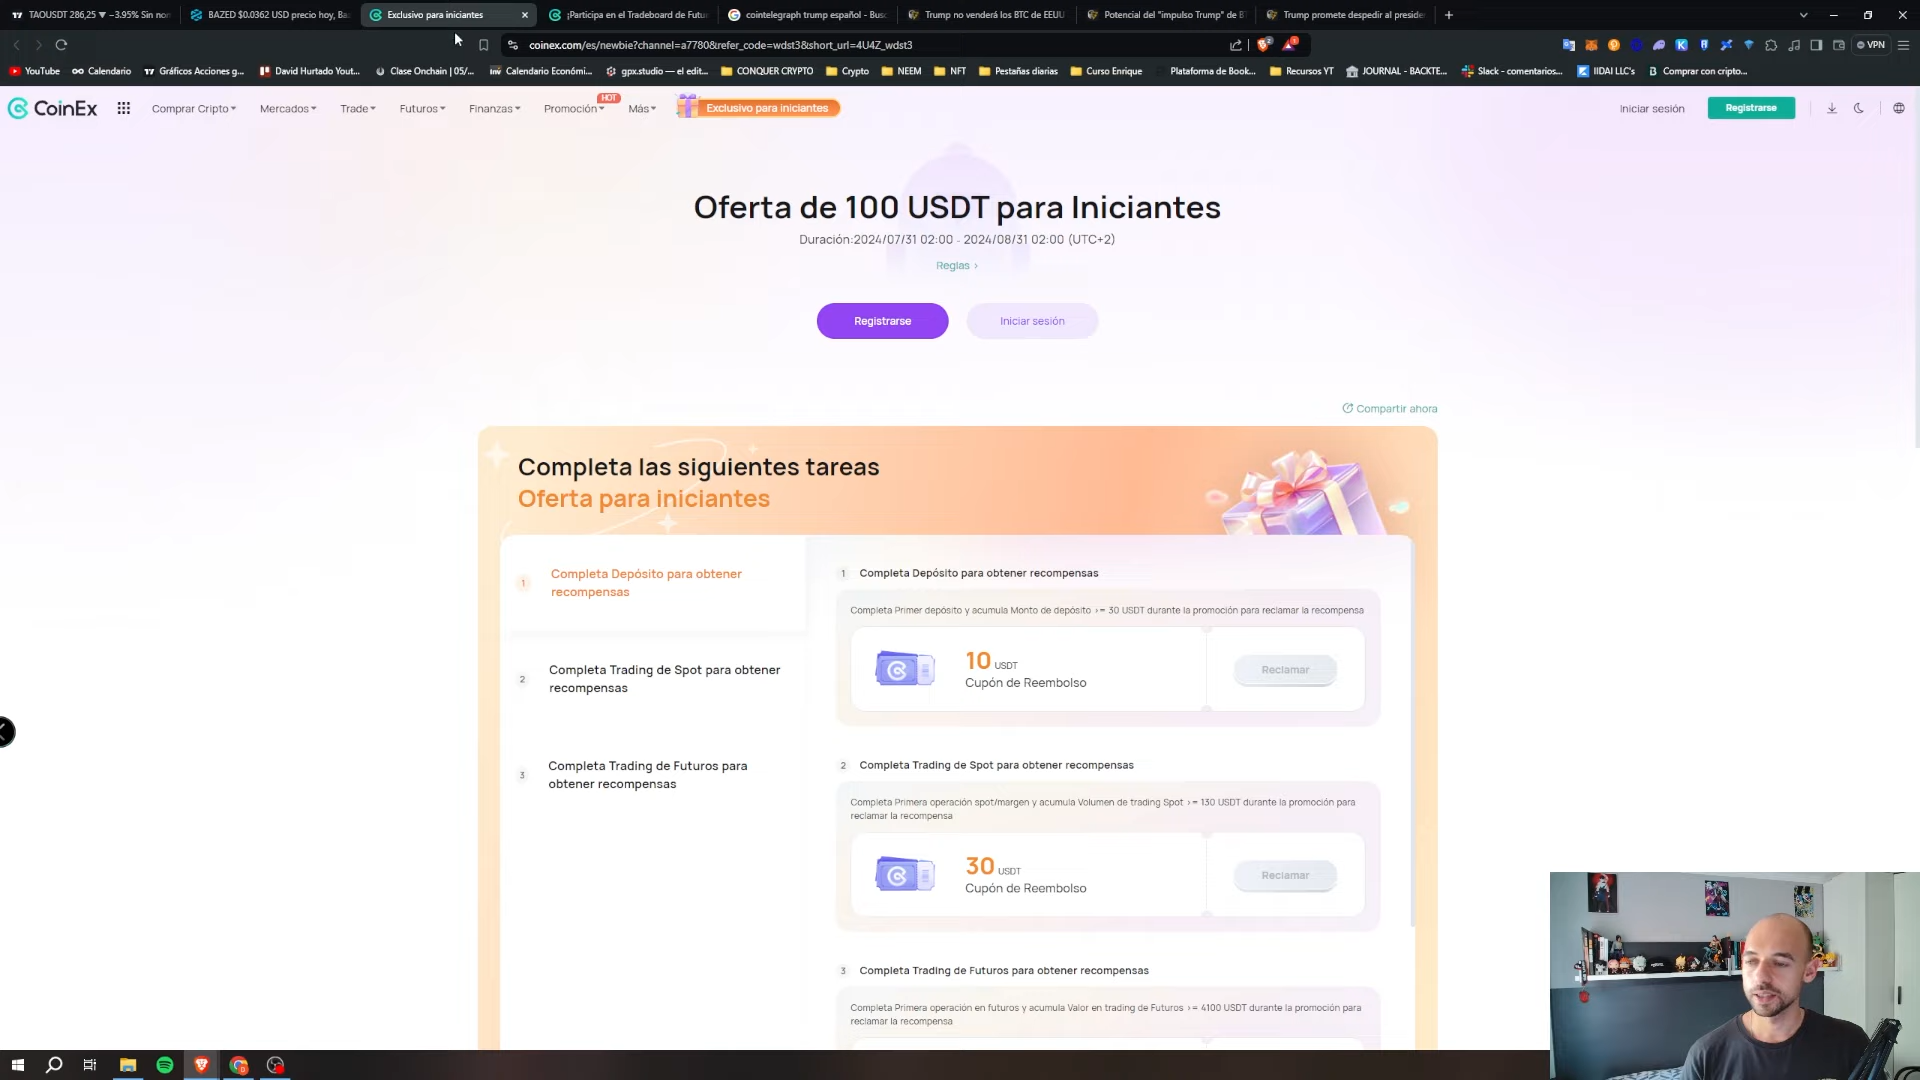 TAOUSDT 286,25 ▼ −3.95% Sin nom
BAZED $0.0362 USD precio hoy, Ba
Exclusivo para iniciantes
¡Participa en el Tradeboard de Futu
cointelegraph trump español - Busc
Trump no venderá los BTC de EEUU
Potencial del "impulso Trump" de B
Trump promete despedir al preside
coinex.com/es/newbie?channel=a7780&refer_code=wdst3&short_url=4U4Z_wdst3
VPN
YouTube
Calendario
Gráficos Acciones g...
David Hurtado Yout...
Clase Onchain | 05/...
Calendario Económi...
gpx.studio — el edit...
CONQUER CRYPTO
Crypto
NEEM
NFT
Pestañas diarias
Curso Enrique
Plataforma de Book...
Recursos YT
JOURNAL - BACKTE...
Slack - comentarios...
IIDAI LLC's
Comprar con cripto...
CoinEx
Comprar Cripto
Mercados
Trade
Futuros
Finanzas
Promoción
HOT
Más
Exclusivo para iniciantes
Iniciar sesión
Registrarse
Oferta de 100 USDT para Iniciantes
Duración:2024/07/31 02:00 - 2024/08/31 02:00 (UTC+2)
Reglas >
Registrarse
Iniciar sesión
Compartir ahora
Completa las siguientes tareas
Oferta para iniciantes
1
Completa Depósito para obtener
recompensas
2
Completa Trading de Spot para obtener
recompensas
3
Completa Trading de Futuros para
obtener recompensas
1 Completa Depósito para obtener recompensas
Completa Primer depósito y acumula Monto de depósito >= 30 USDT durante la promoción para reclamar la recompensa
10 USDT
Cupón de Reembolso
Reclamar
2 Completa Trading de Spot para obtener recompensas
Completa Primera operación spot/margen y acumula Volumen de trading Spot >= 130 USDT durante la promoción para
reclamar la recompensa
30 USDT
Cupón de Reembolso
Reclamar
3 Completa Trading de Futuros para obtener recompensas
Completa Primera operación en futuros y acumula Valor en trading de Futuros >= 4100 USDT durante la promoción para
reclamar la recompensa